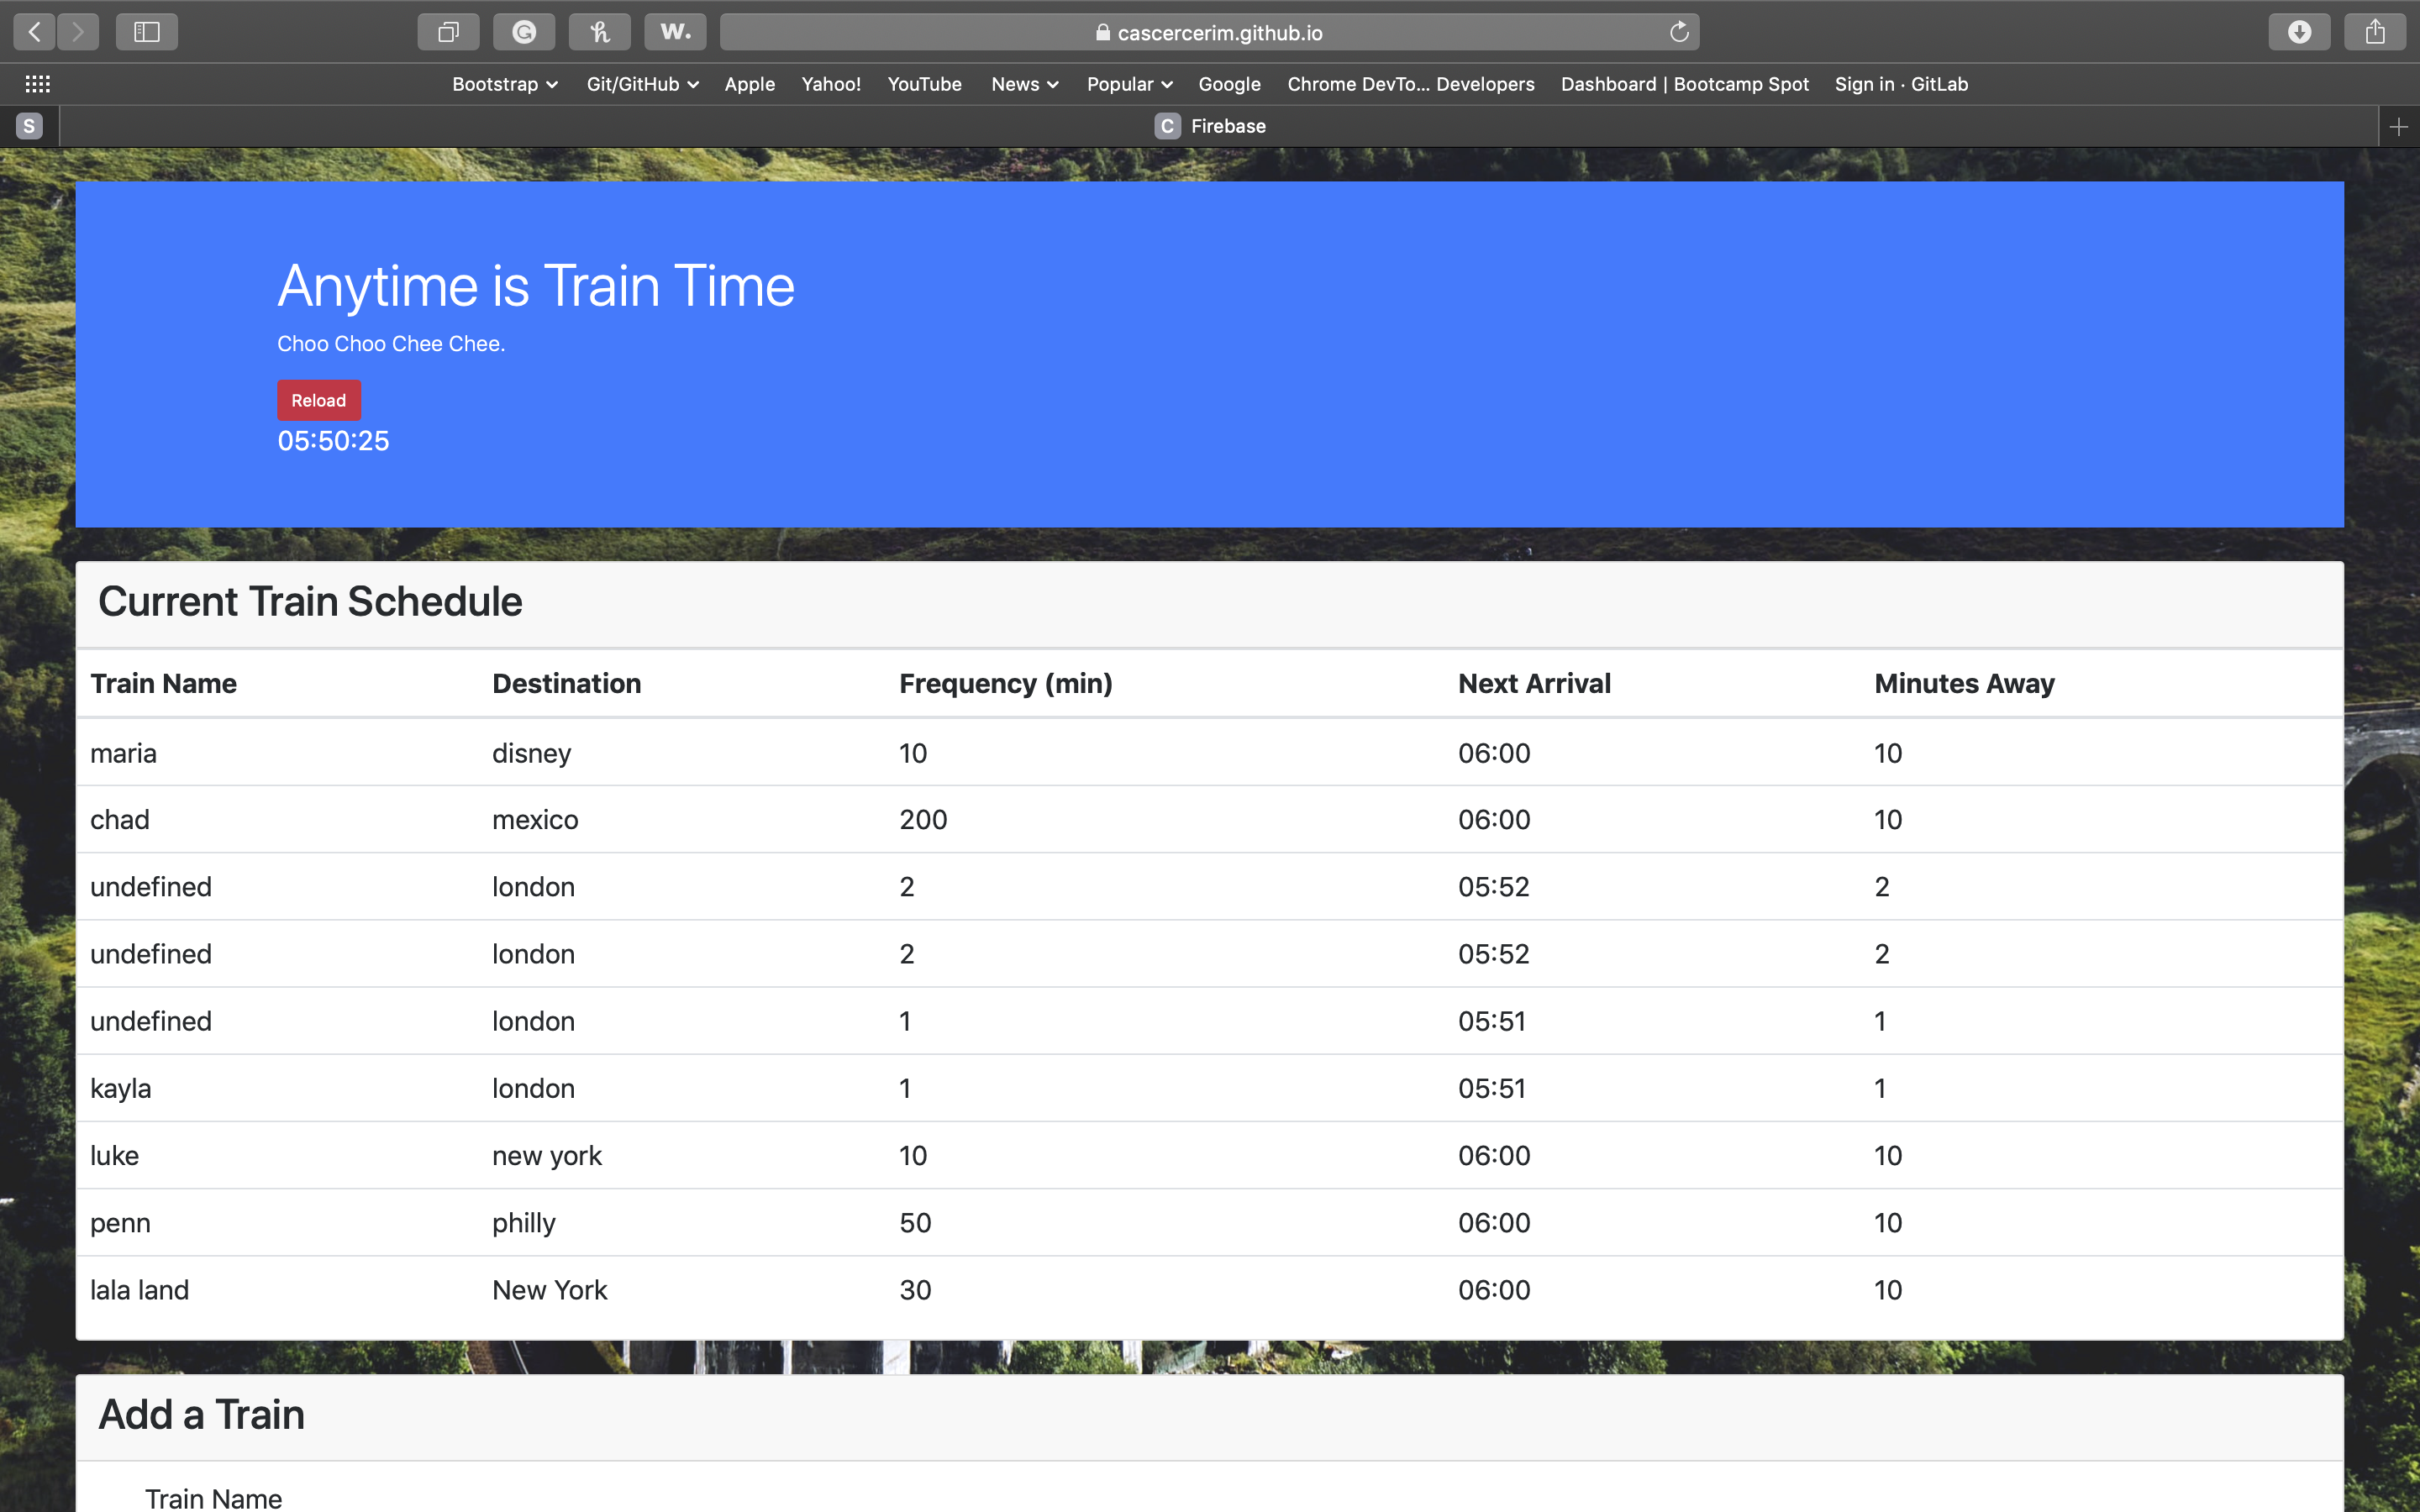 W.
cascercerim.github.io
Bootstrap Git/GitHub Apple Yahoo! YouTube News Popular Google Chrome DevTo... Developers Dashboard | Bootcamp Spot Sign in · GitLab
S C Firebase
Anytime is Train Time
Choo Choo Chee Chee.
Reload
05:50:25
Current Train Schedule
Train Name Destination Frequency (min) Next Arrival Minutes Away
maria disney 10 06:00 10
chad mexico 200 06:00 10
undefined london 2 05:52 2
undefined london 2 05:52 2
undefined london 1 05:51 1
kayla london 1 05:51 1
luke new york 10 06:00 10
penn philly 50 06:00 10
lala land New York 30 06:00 10
Add a Train
Train Name